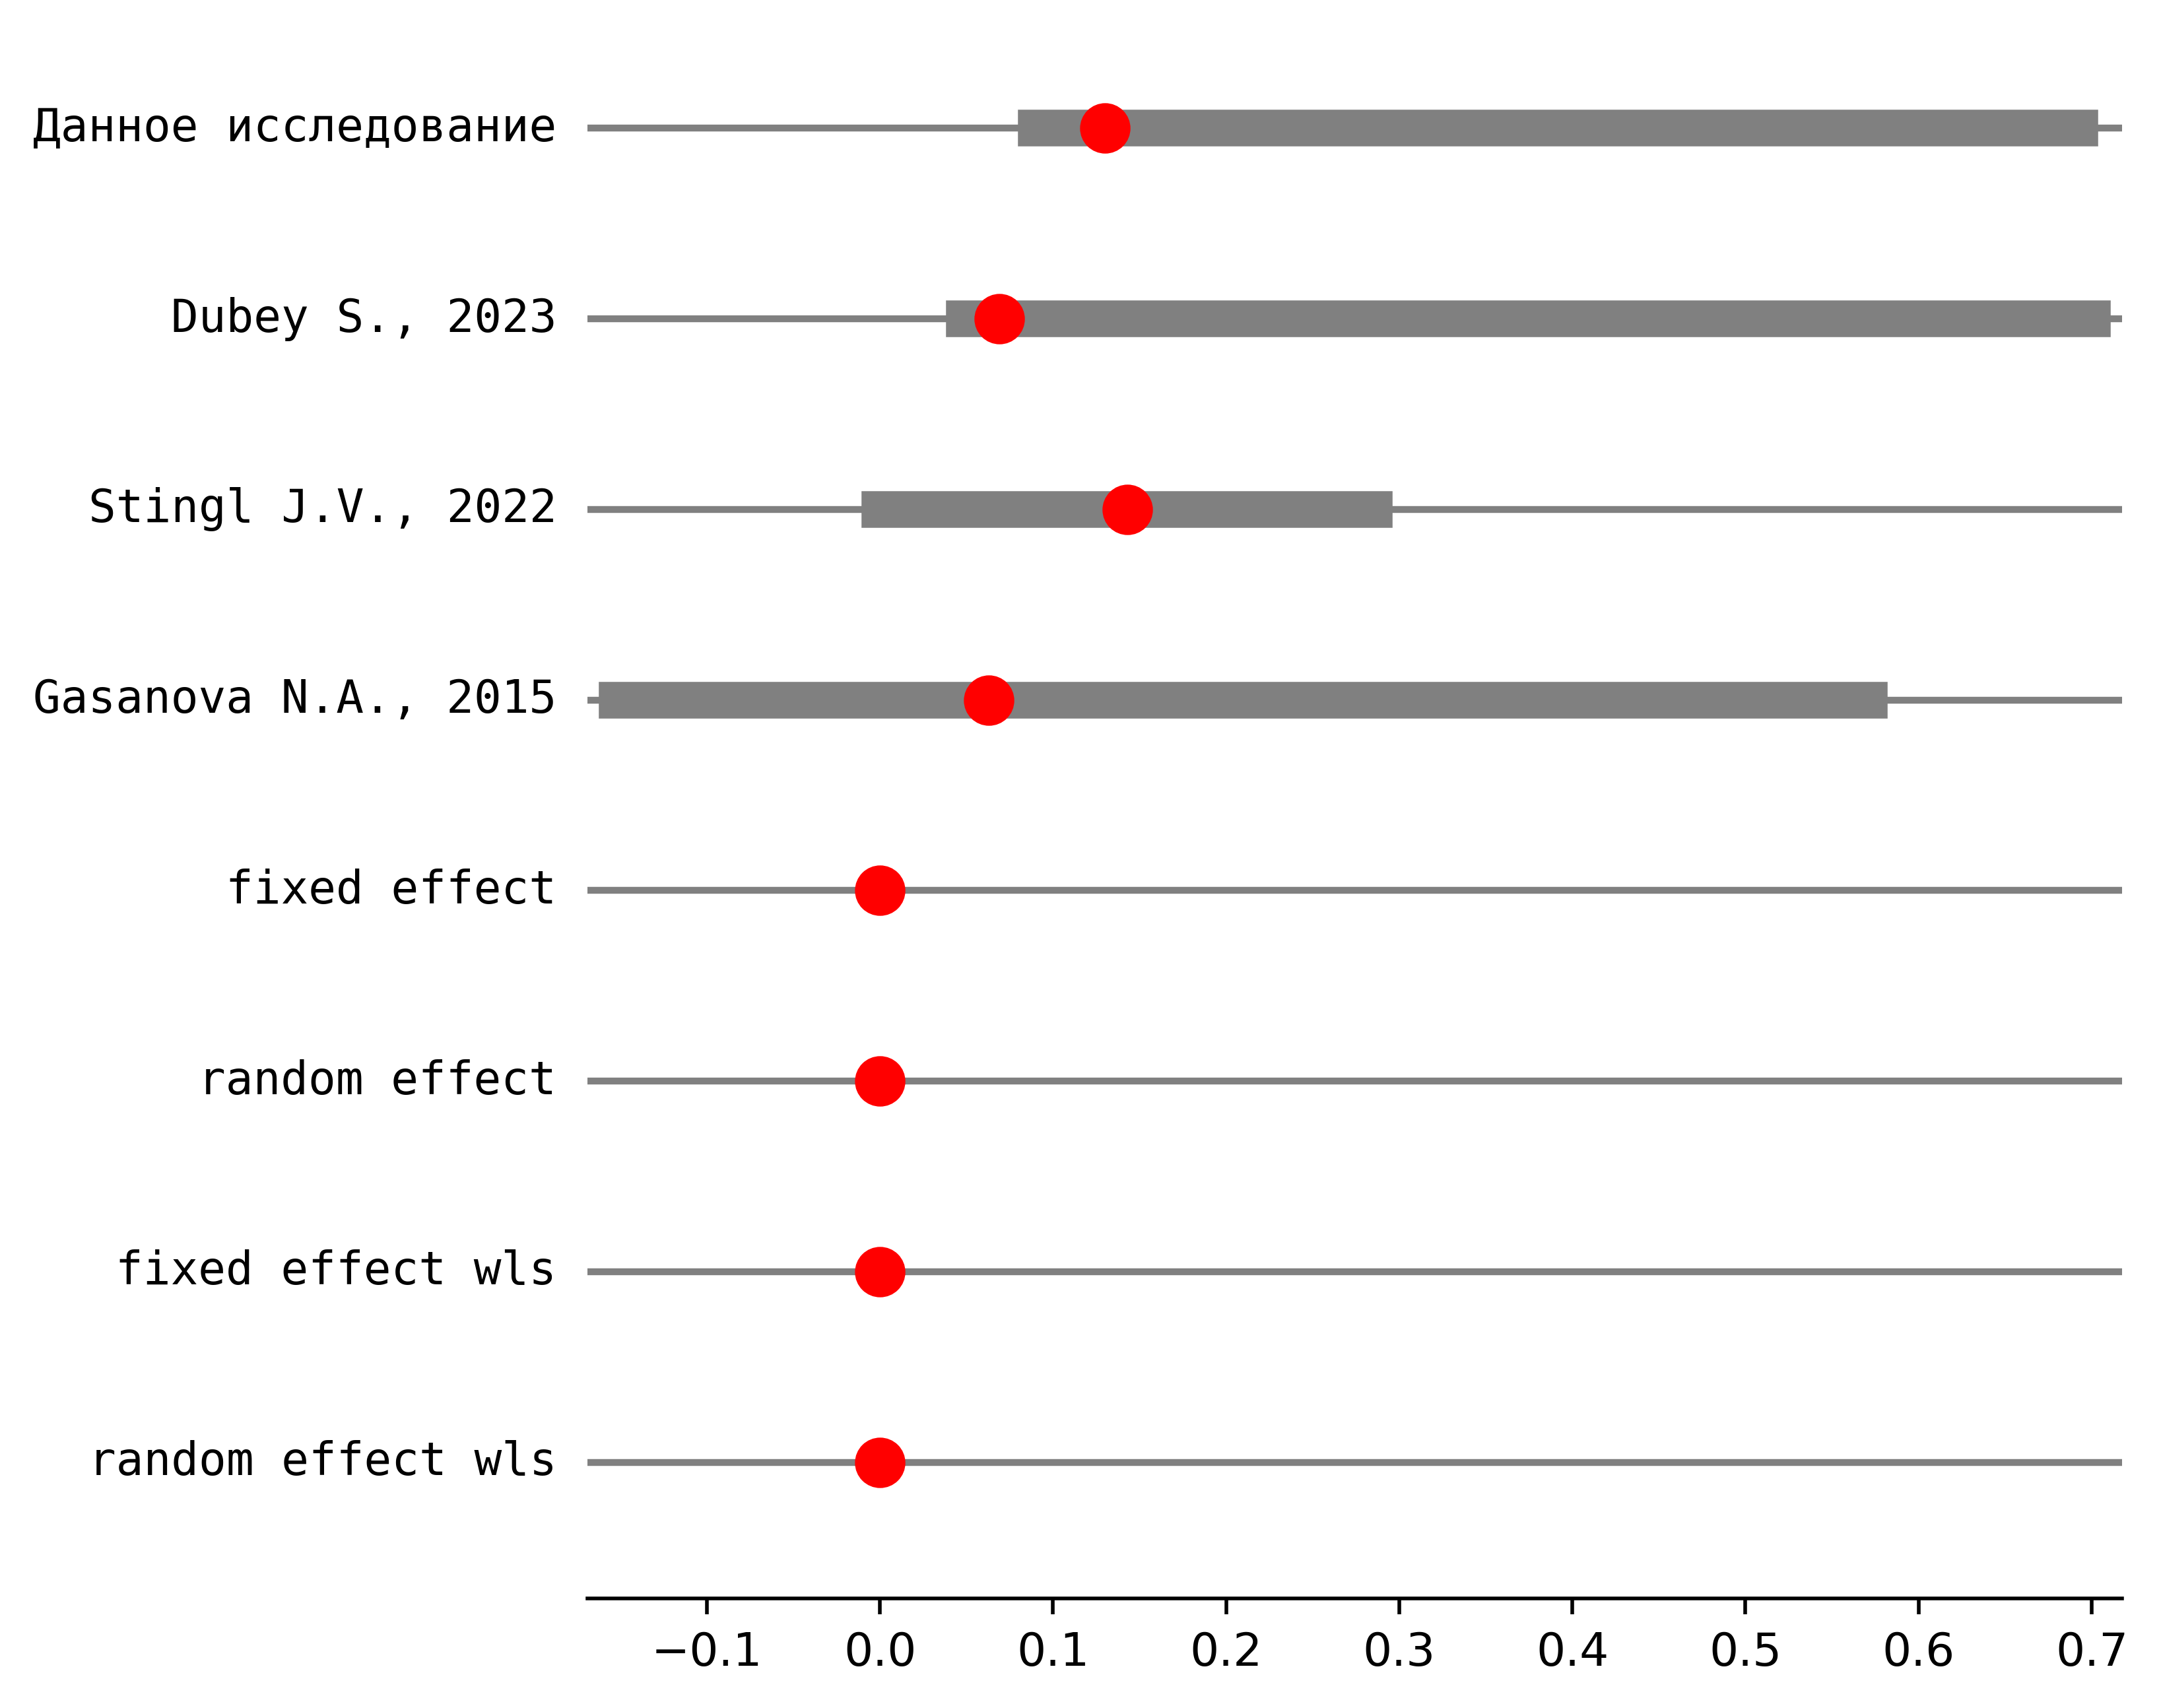 Данное исследование
Dubey S., 2023
Stingl J.V., 2022
Gasanova N.A., 2015
fixed effect
random effect
fixed effect wls
random effect wls
−0.1 0.0 0.1 0.2 0.3 0.4 0.5 0.6 0.7